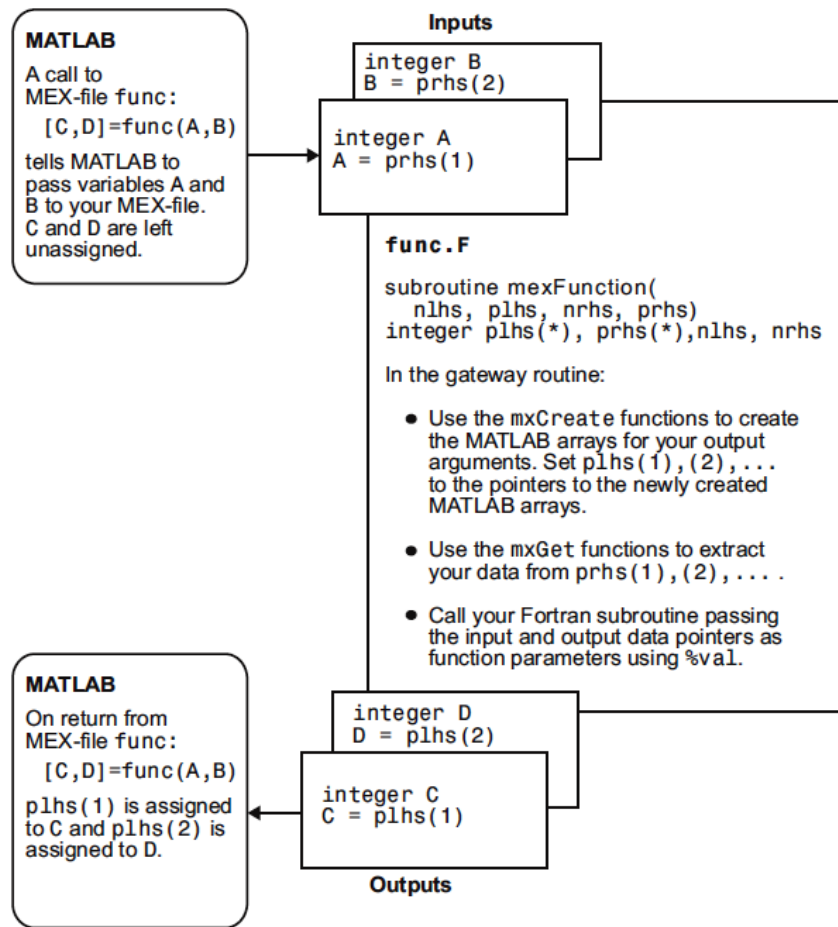 MATLAB
A call to
MEX-file func:
[C,D]=func(A,B)
tells MATLAB to
pass variables A and
B to your MEX-file.
C and D are left
unassigned.
Inputs
integer B
B = prhs(2)
integer A
A = prhs(1)
func.F
subroutine mexFunction(
nlhs, plhs, nrhs, prhs)
integer plhs(*), prhs(*),nlhs, nrhs
In the gateway routine:
● Use the mxCreate functions to create
the MATLAB arrays for your output
arguments. Set plhs(1),(2),...
to the pointers to the newly created
MATLAB arrays.
● Use the mxGet functions to extract
your data from prhs(1),(2),... .
● Call your Fortran subroutine passing
the input and output data pointers as
function parameters using %val.
MATLAB
On return from
MEX-file func:
[C,D]=func(A,B)
plhs(1) is assigned
to C and plhs(2) is
assigned to D.
integer D
D = plhs(2)
integer C
C = plhs(1)
Outputs